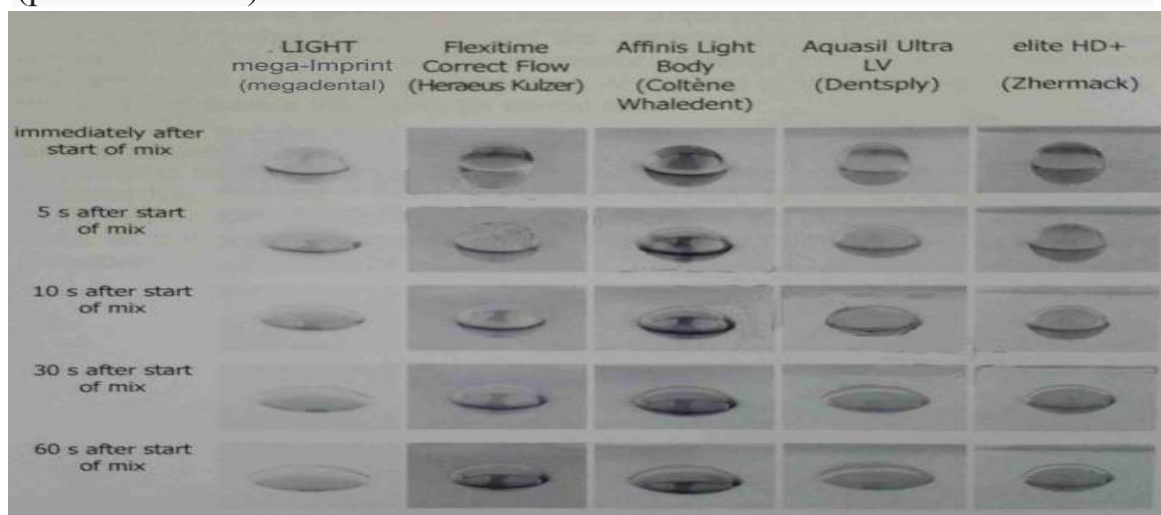 . LIGHT
mega-Imprint
(megadental)
Flexitime
Correct Flow
(Heraeus Kulzer)
Affinis Light
Body
(Coltène
Whaledent)
Aquasil Ultra
LV
(Dentsply)
elite HD+
(Zhermack)
immediately after
start of mix
5 s after start
of mix
10 s after start
of mix
30 s after start
of mix
60 s after start
of mix